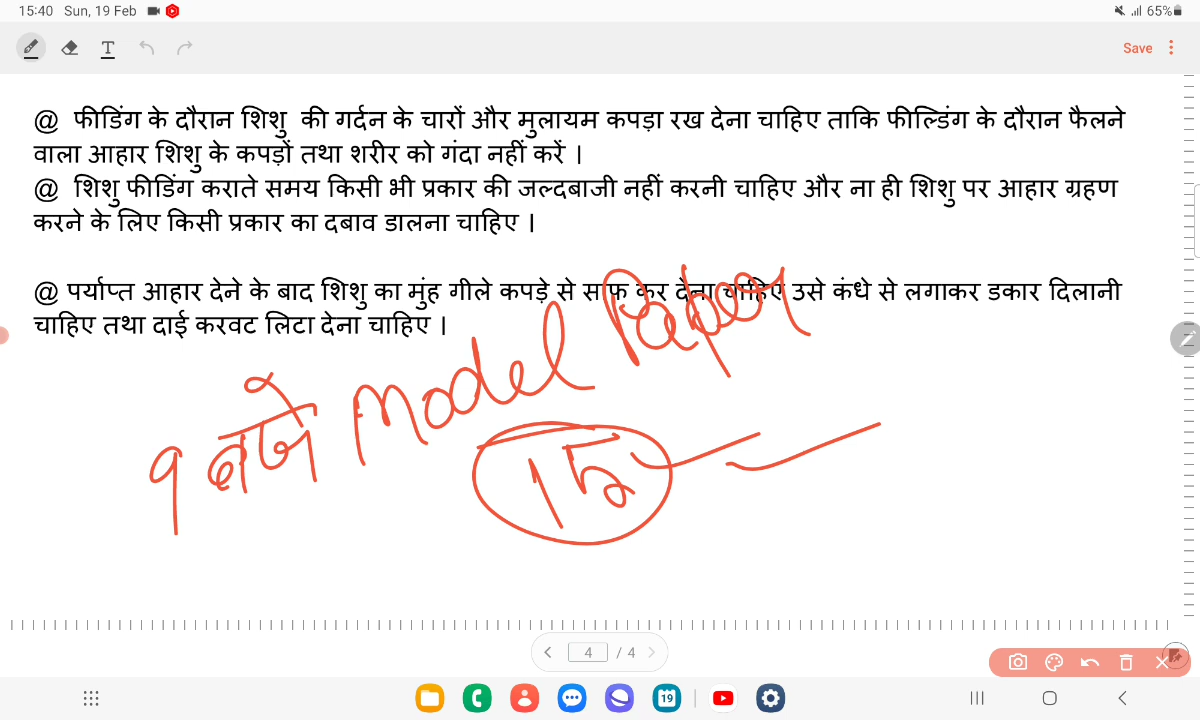 15:40 Sun, 19 Feb 65%
T Save
@ फीडिंग के दौरान शिशु की गर्दन के चारों और मुलायम कपड़ा रख देना चाहिए ताकि फील्डिंग के दौरान फैलने
वाला आहार शिशु के कपड़ों तथा शरीर को गंदा नहीं करें ।
@ शिशु फीडिंग कराते समय किसी भी प्रकार की जल्दबाजी नहीं करनी चाहिए और ना ही शिशु पर आहार ग्रहण
करने के लिए किसी प्रकार का दबाव डालना चाहिए ।
@ पर्याप्त आहार देने के बाद शिशु का मुंह गीले कपड़े से साफ कर देना चाहिए उसे कंधे से लगाकर डकार दिलानी
चाहिए तथा दाई करवट लिटा देना चाहिए ।
9 बजे Model Paper
15
4 / 4
19